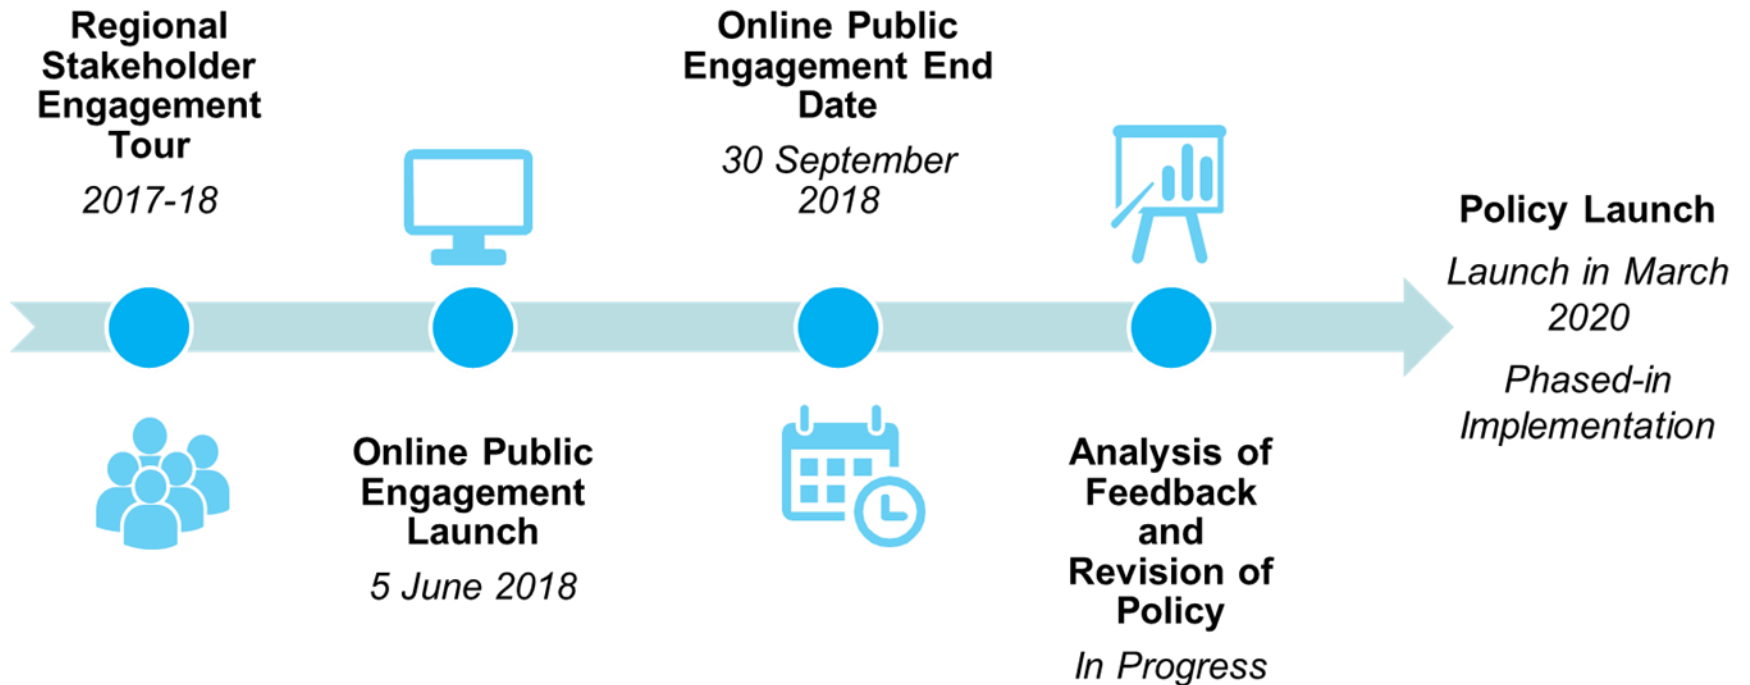 Regional
Stakeholder
Engagement
Tour
2017-18
Online Public
Engagement
Launch
5 June 2018
Online Public
Engagement End
Date
30 September
2018
Analysis of
Feedback
and
Revision of
Policy
In Progress
Policy Launch
Launch in March
2020
Phased-in
Implementation